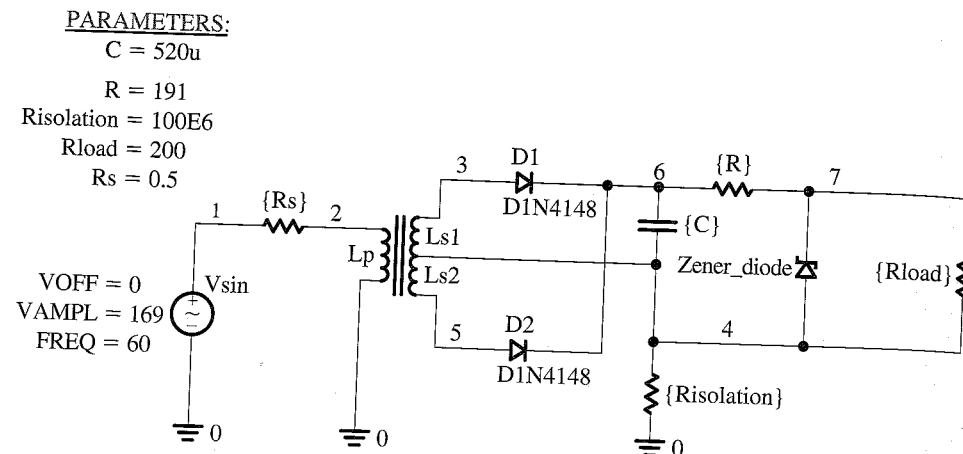 PARAMETERS:
C = 520u
R = 191
Risolation = 100E6
Rload = 200
Rs = 0.5
1
{Rs}
2
3
D1
D1N4148
6
{R}
7
{C}
Lp
Ls1
Ls2
Zener_diode
{Rload}
VOFF = 0
VAMPL = 169
FREQ = 60
Vsin
+
~
−
5
D2
D1N4148
4
{Risolation}
0
0
0